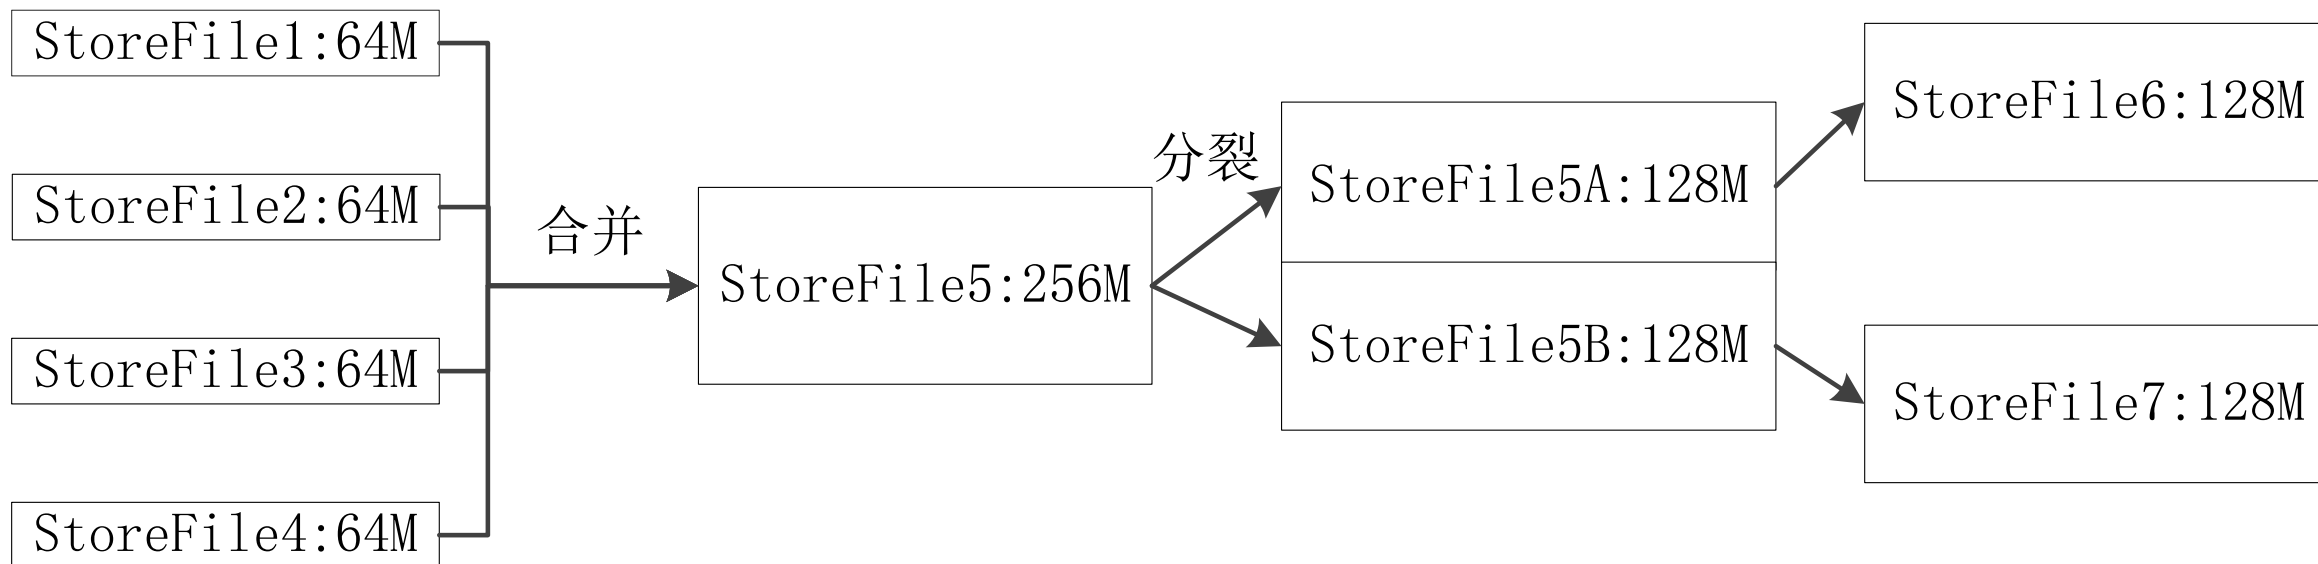 StoreFile1:64M
StoreFile2:64M
StoreFile3:64M
StoreFile4:64M
合并
StoreFile5:256M
分裂
StoreFile5A:128M
StoreFile5B:128M
StoreFile6:128M
StoreFile7:128M